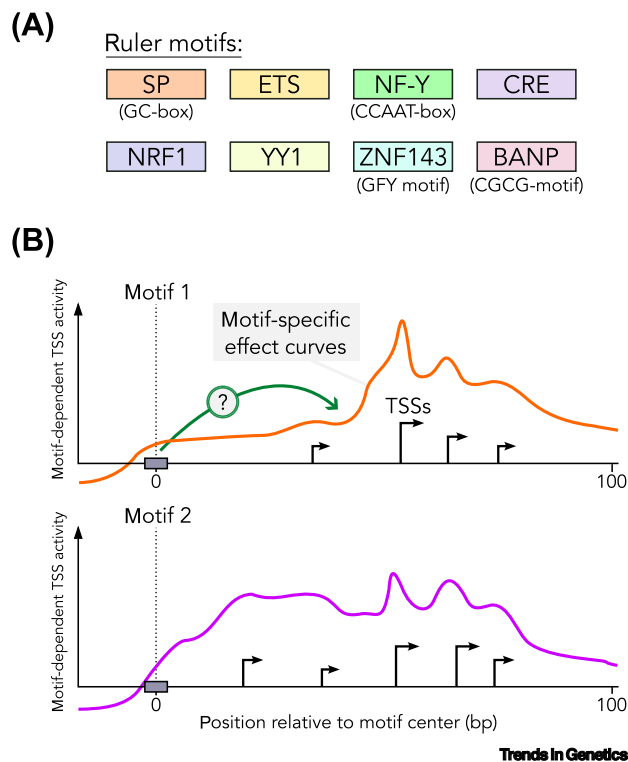 (A)
Ruler motifs:
SP
ETS
NF-Y
CRE
(GC-box)
(CCAAT-box)
NRF1
YY1
ZNF143
BANP
(GFY motif)
(CGCG-motif)
(B)
Motif-dependent TSS activity
Motif 1
Motif-specific
effect curves
?
TSSs
0
100
Motif-dependent TSS activity
Motif 2
0
100
Position relative to motif center (bp)
Trends in Genetics